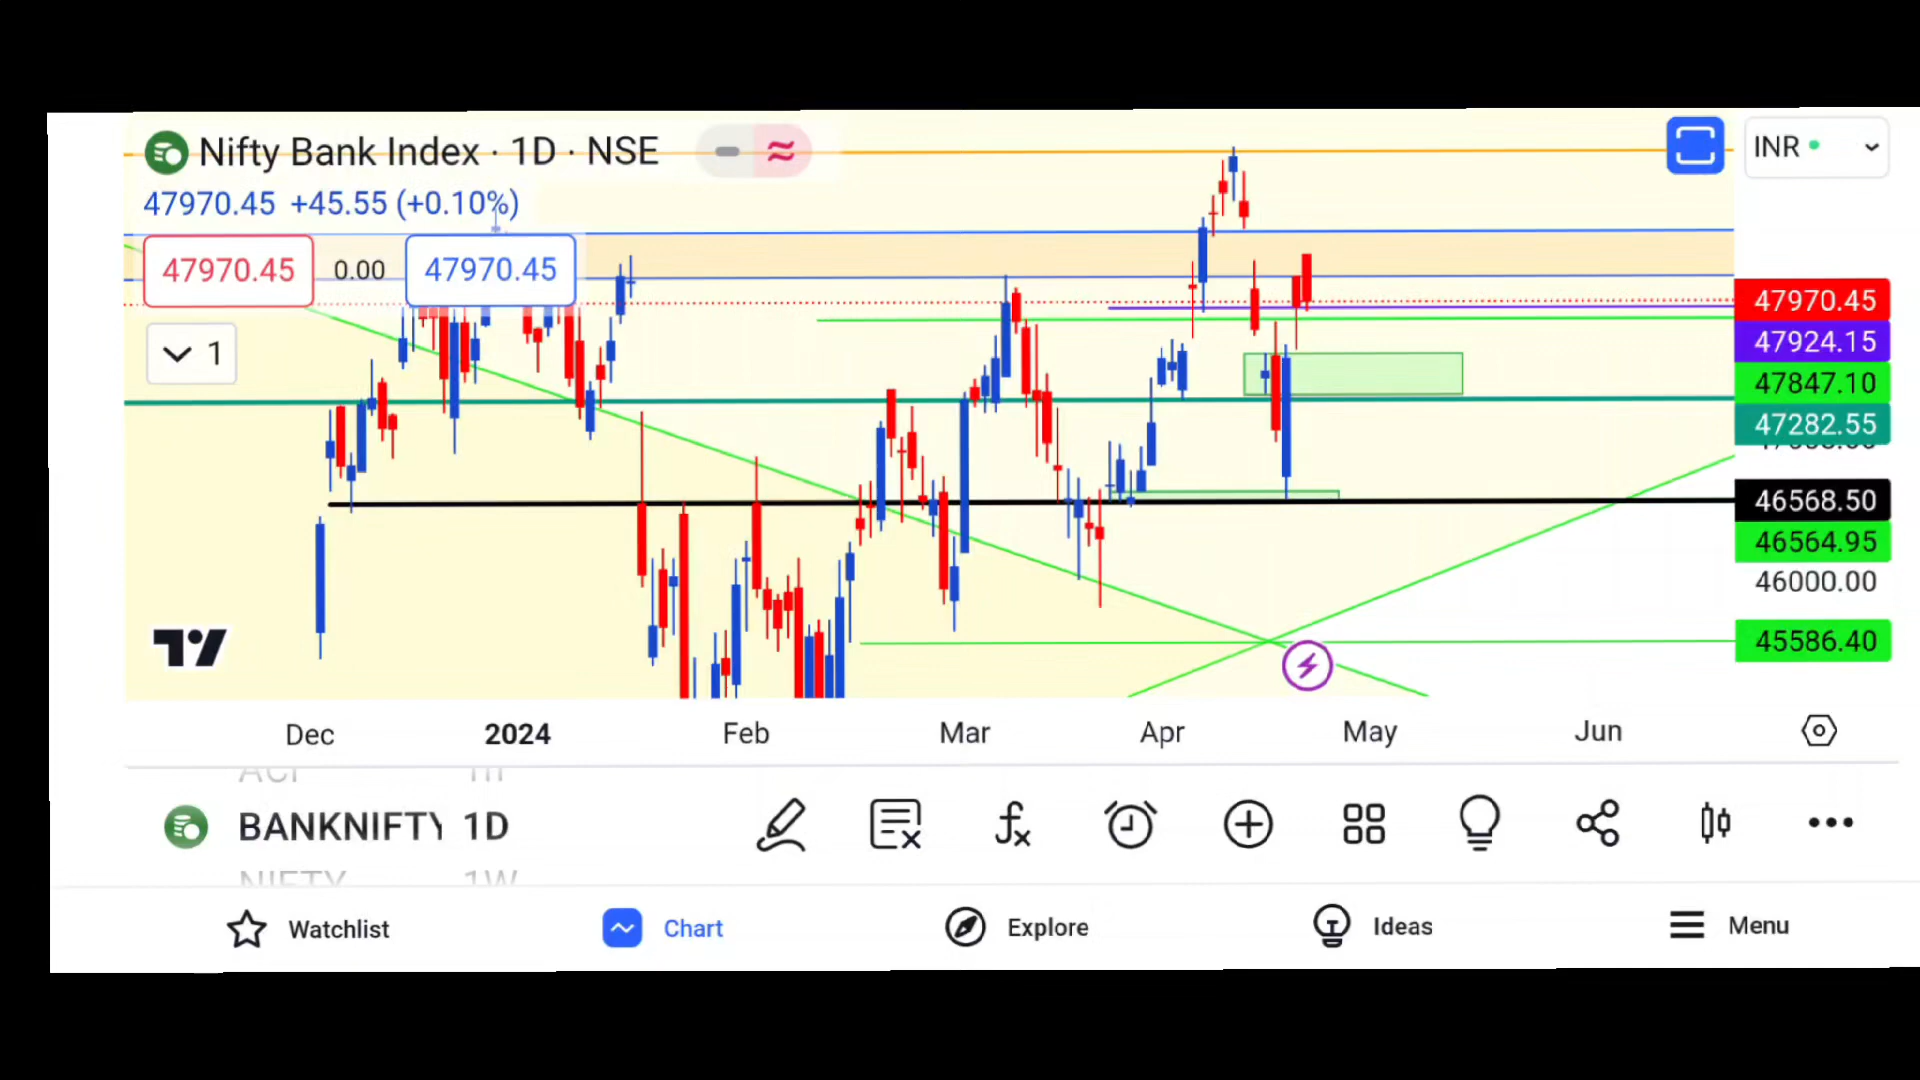 Nifty Bank Index · 1D · NSE
INR
47970.45 +45.55 (+0.10%)
47970.45 0.00 47970.45
1
47970.45
47924.15
47847.10
47282.55
46568.50
46564.95
46000.00
45586.40
Dec 2024 Feb Mar Apr May Jun
BANKNIFTY 1D
NIFTY 1W
Watchlist Chart Explore Ideas Menu